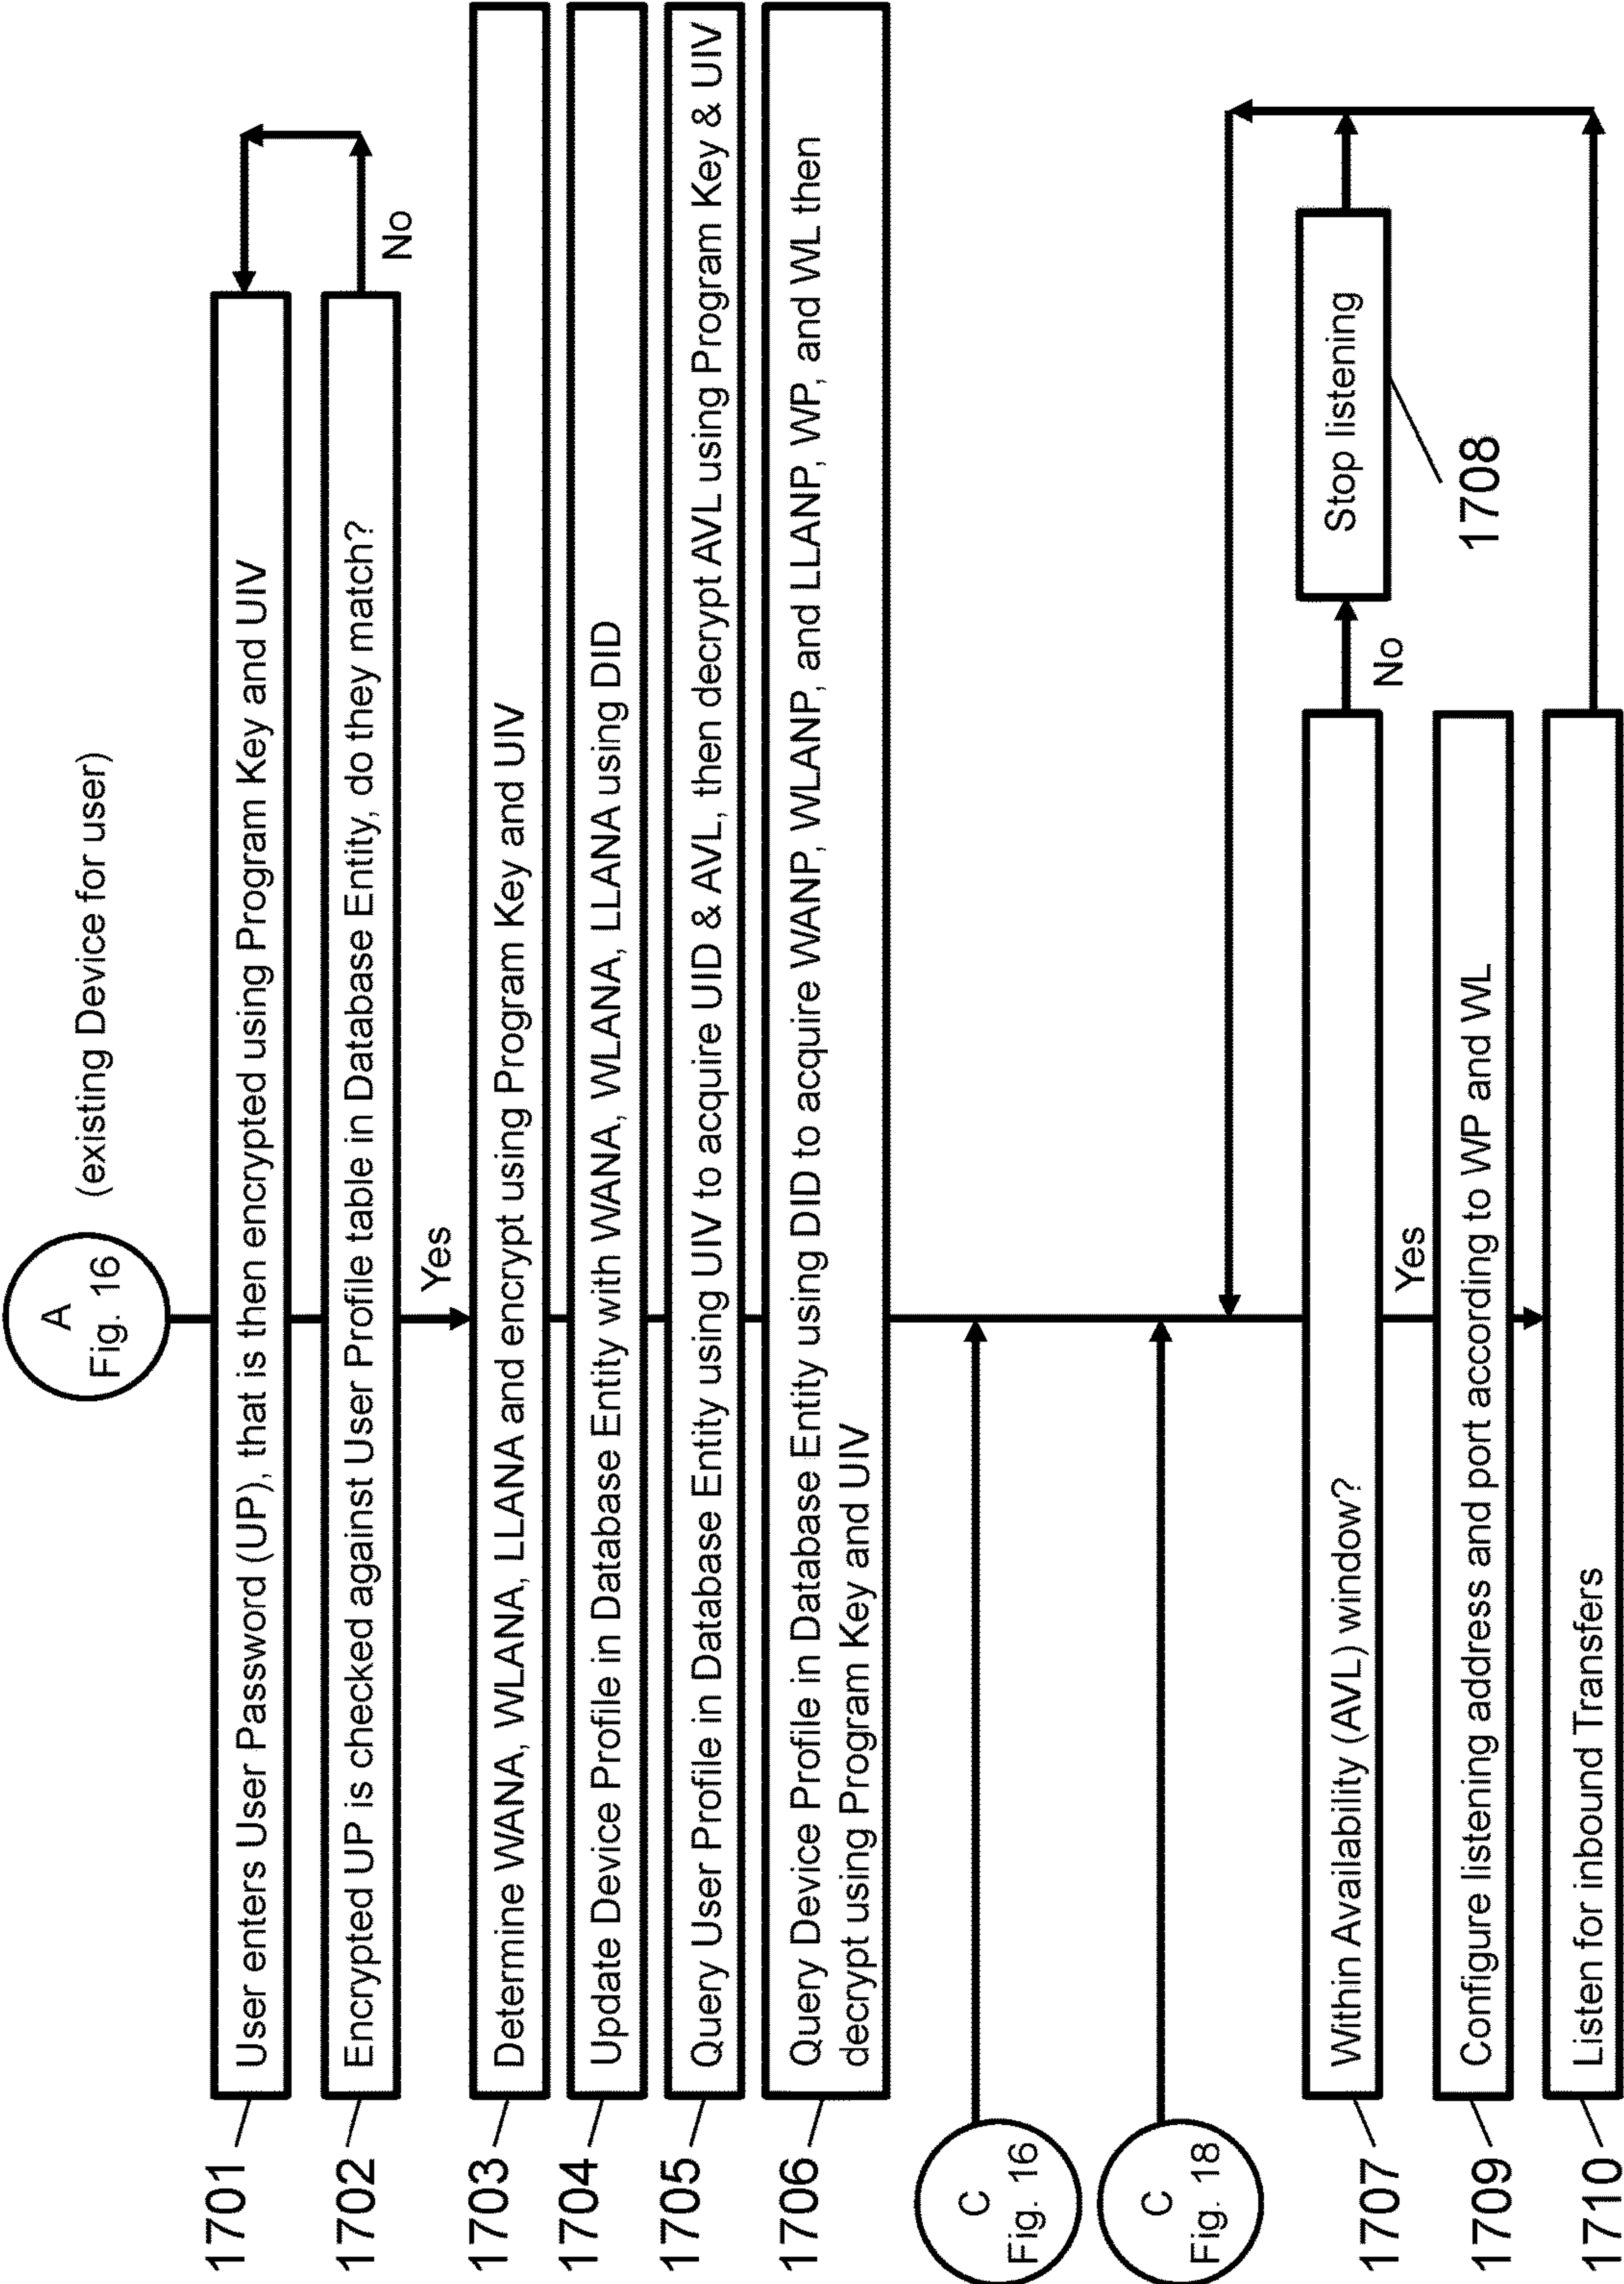 A
Fig. 16
(existing Device for user)
1701
User enters User Password (UP), that is then encrypted using Program Key and UIV
1702
Encrypted UP is checked against User Profile table in Database Entity, do they match?
No
Yes
1703
Determine WANA, WLANA, LLANA and encrypt using Program Key and UIV
1704
Update Device Profile in Database Entity with WANA, WLANA, LLANA using DID
1705
Query User Profile in Database Entity using UIV to acquire UID & AVL, then decrypt AVL using Program Key & UIV
1706
Query Device Profile in Database Entity using DID to acquire WANP, WLANP, and LLANP, WP, and WL then
decrypt using Program Key and UIV
C
Fig. 16
C
Fig. 18
1707
Within Availability (AVL) window?
No
Stop listening
1708
Yes
1709
Configure listening address and port according to WP and WL
1710
Listen for inbound Transfers